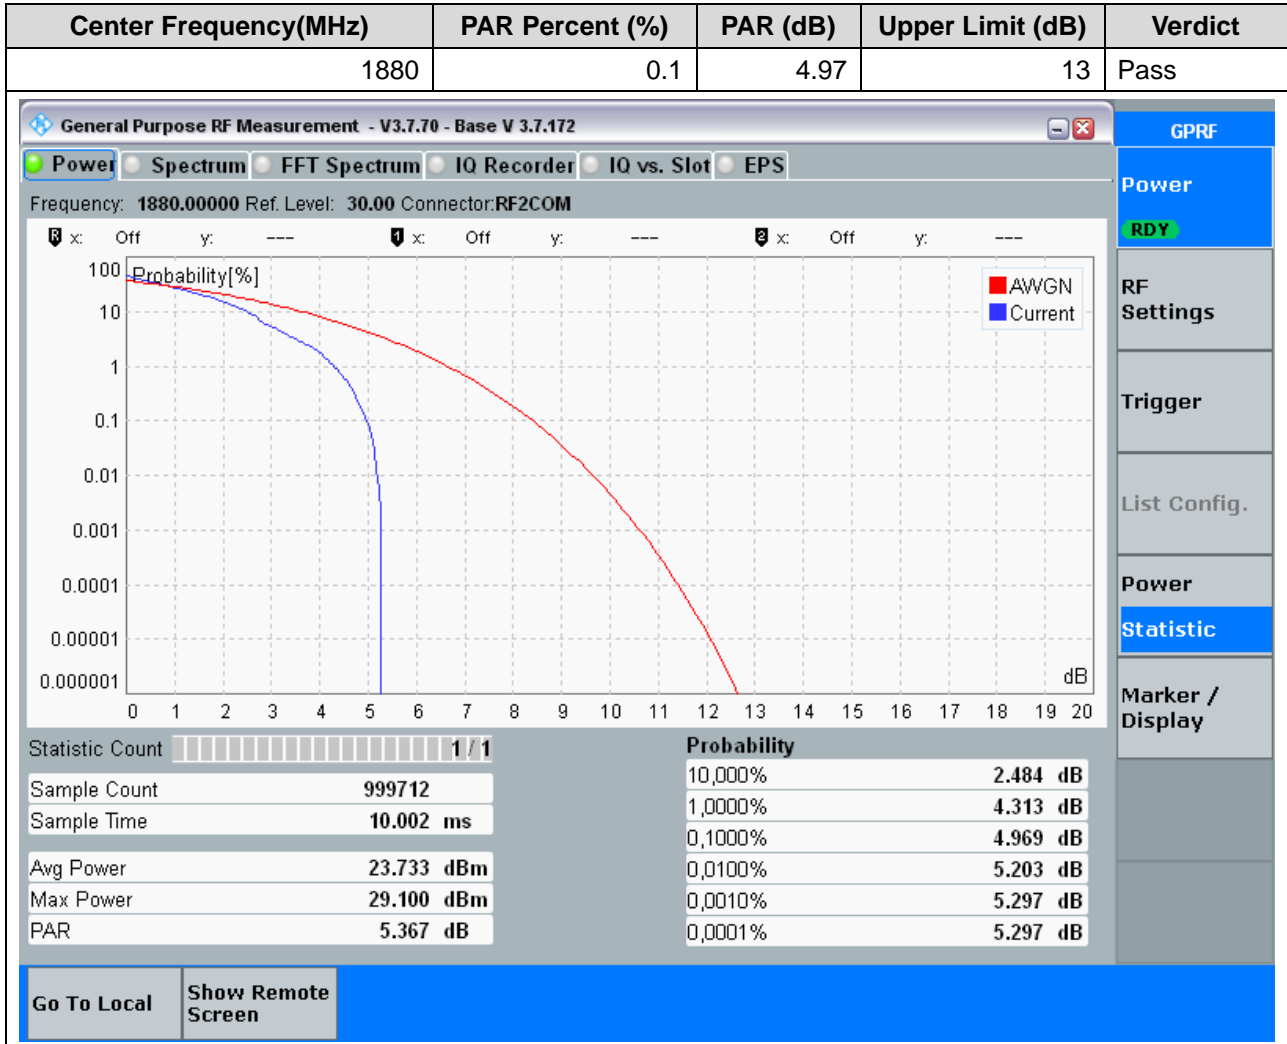 Center Frequency(MHz) PAR Percent (%) PAR (dB) Upper Limit (dB) Verdict
1880 0.1 4.97 13 Pass
General Purpose RF Measurement - V3.7.70 - Base V 3.7.172
GPRF
Power Spectrum FFT Spectrum IQ Recorder IQ vs. Slot EPS
Frequency: 1880.00000 Ref. Level: 30.00 Connector:RF2COM
R x: Off y: --- 1 x: Off y: --- 2 x: Off y: ---
Power
RDY
RF
Settings
Trigger
List Config.
Power
Statistic
Marker /
Display
Probability[%]
AWGN
Current
100
10
1
0.1
0.01
0.001
0.0001
0.00001
0.000001
dB
0 1 2 3 4 5 6 7 8 9 10 11 12 13 14 15 16 17 18 19 20
Statistic Count 1 / 1
Sample Count 999712
Sample Time 10.002 ms
Avg Power 23.733 dBm
Max Power 29.100 dBm
PAR 5.367 dB
Probability
10,000% 2.484 dB
1,0000% 4.313 dB
0,1000% 4.969 dB
0,0100% 5.203 dB
0,0010% 5.297 dB
0,0001% 5.297 dB
Go To Local
Show Remote
Screen